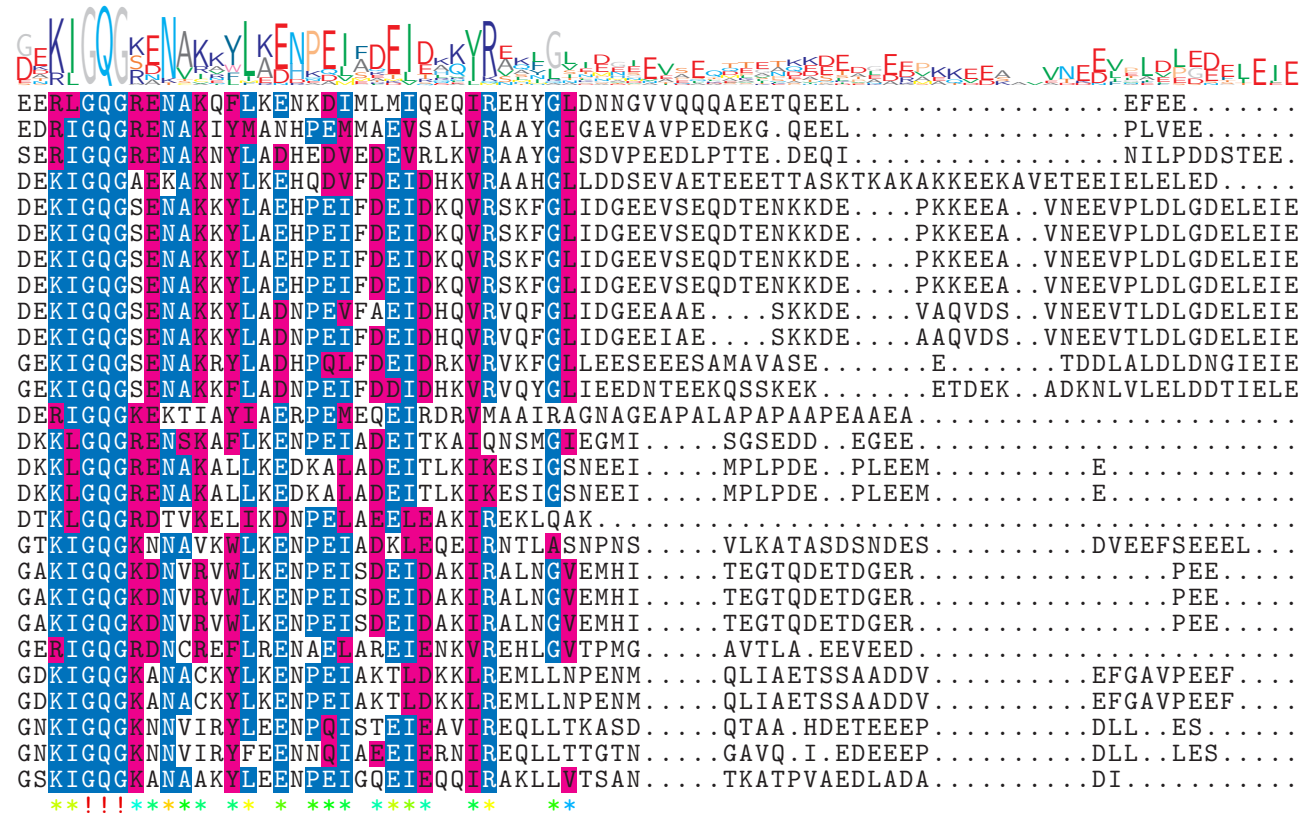 EERLGQGRENAKQFLKENKDIMLMIQEQIREHYGLDNNGVVQQQAEETQEEL.................EFEE.......
EDRIGQGRENAKIYMANHPEMMAEVSALVRAAYGIGEEVAVPEDEKG.QEEL.................PLVEE......
SERIGQGRENAKNYLADHEDVEDEVRLKVRAAYGISDVPEEDLPTTE.DEQI.................NILPDDSTEE.
DEKIGQGAEKAKNYLKEHQDVFDEIDHKVRAAHGLLDDSEVAETEEETTASKTKAKAKKEEKAVETEEIELELED.....
DEKIGQGSENAKKYLAEHPEIFDEIDKQVRSKFGLIDGEEVSEQDTENKKDE....PKKEEA..VNEEVPLDLGDELEIE
DEKIGQGSENAKKYLAEHPEIFDEIDKQVRSKFGLIDGEEVSEQDTENKKDE....PKKEEA..VNEEVPLDLGDELEIE
DEKIGQGSENAKKYLAEHPEIFDEIDKQVRSKFGLIDGEEVSEQDTENKKDE....PKKEEA..VNEEVPLDLGDELEIE
DEKIGQGSENAKKYLAEHPEIFDEIDKQVRSKFGLIDGEEVSEQDTENKKDE....PKKEEA..VNEEVPLDLGDELEIE
DEKIGQGSENAKKYLADNPEVFAEIDHQVRVQFGLIDGEEAAE....SKKDE....VAQVDS..VNEEVTLDLGDELEIE
DEKIGQGSENAKKYLADNPEIFDEIDHQVRVQFGLIDGEEIAE....SKKDE....AAQVDS..VNEEVTLDLGDELEIE
GEKIGQGSENAKRYLADHPQLFDEIDRKVRVKFGLLEESEEESAMAVASE.......E.......TDDLALDLDNGIEIE
GEKIGQGSENAKKFLADNPEIFDDIDHKVRVQYGLIEEDNTEEKQSSKEK.......ETDEK..ADKNLVLELDDTIELE
DERIGQGKEKTIAYIAERPEMEQEIRDRVMAAIRAGNAGEAPALAPAPAAPEAAEA........................
DKKLGQGRENSKAFLKENPEIADEITKAIQNSMGIEGMI.....SGSEDD..EGEE........................
DKKLGQGRENAKALLKEDKALADEITLKIKESIGSNEEI.....MPLPDE..PLEEM..........E............
DKKLGQGRENAKALLKEDKALADEITLKIKESIGSNEEI.....MPLPDE..PLEEM..........E............
DTKLGQGRDTVKELIKDNPELAEELEAKIREKLQAK............................................
GTKIGQGKNNAVKWLKENPEIADKLEQEIRNTLASNPNS.....VLKATASDSNDES..........DVEEFSEEEL...
GAKIGQGKDNVRVWLKENPEISDEIDAKIRALNGVEMHI.....TEGTQDETDGER................PEE.....
GAKIGQGKDNVRVWLKENPEISDEIDAKIRALNGVEMHI.....TEGTQDETDGER................PEE.....
GAKIGQGKDNVRVWLKENPEISDEIDAKIRALNGVEMHI.....TEGTQDETDGER................PEE.....
GERIGQGRDNCREFLRENAELAREIENKVREHLGVTPMG.....AVTLA.EEVEED........................
GDKIGQGKANACKYLKENPEIAKTLDKKLREMLLNPENM.....QLIAETSSAADDV..........EFGAVPEEF....
GDKIGQGKANACKYLKENPEIAKTLDKKLREMLLNPENM.....QLIAETSSAADDV..........EFGAVPEEF....
GNKIGQGKNNVIRYLEENPQISTEIEAVIREQLLTKASD.....QTAA.HDETEEEP..........DLL..ES......
GNKIGQGKNNVIRYFEENNQIAEEIERNIREQLLTTGTN.....GAVQ.I.EDEEEP..........DLL..LES.....
GSKIGQGKANAAKYLEENPEIGQEIEQQIRAKLLVTSAN.....TKATPVAEDLADA..........DI...........
**!!!***** ** * *** **** ** **